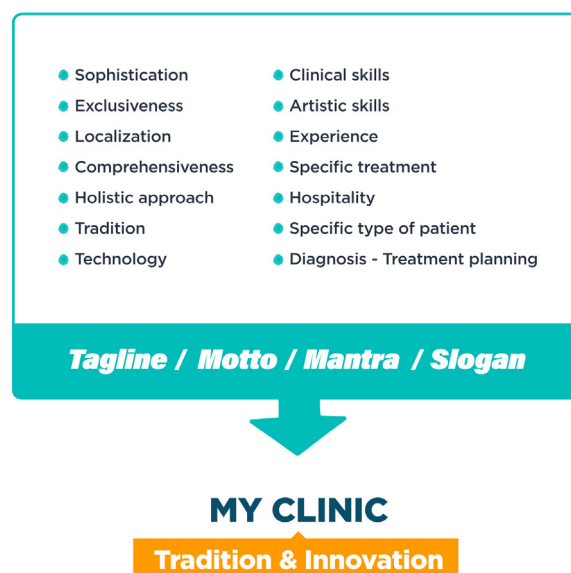 Sophistication
Exclusiveness
Localization
Comprehensiveness
Holistic approach
Tradition
Technology
Clinical skills
Artistic skills
Experience
Specific treatment
Hospitality
Specific type of patient
Diagnosis - Treatment planning
Tagline / Motto / Mantra / Slogan
MY CLINIC
Tradition & Innovation